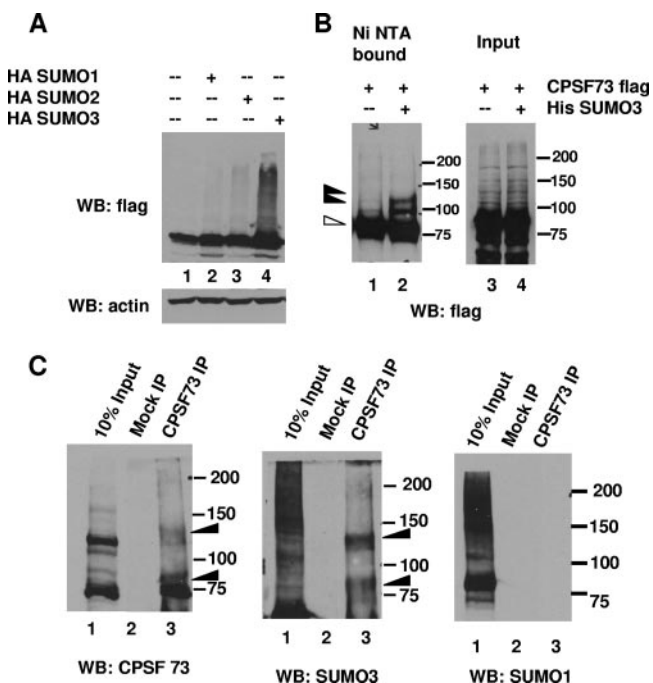 A
HA SUMO1 -- + -- --
HA SUMO2 -- -- + --
HA SUMO3 -- -- -- +
WB: flag
1 2 3 4
WB: actin
B
Ni NTA bound
Input
+ + + + CPSF73 flag
-- + -- + His SUMO3
200
150
100
75
200
150
100
75
1 2 3 4
WB: flag
C
10% Input Mock IP CPSF73 IP
200
150
100
75
1 2 3
WB: CPSF 73
10% Input Mock IP CPSF73 IP
200
150
100
75
1 2 3
WB: SUMO3
10% Input Mock IP CPSF73 IP
200
150
100
75
1 2 3
WB: SUMO1